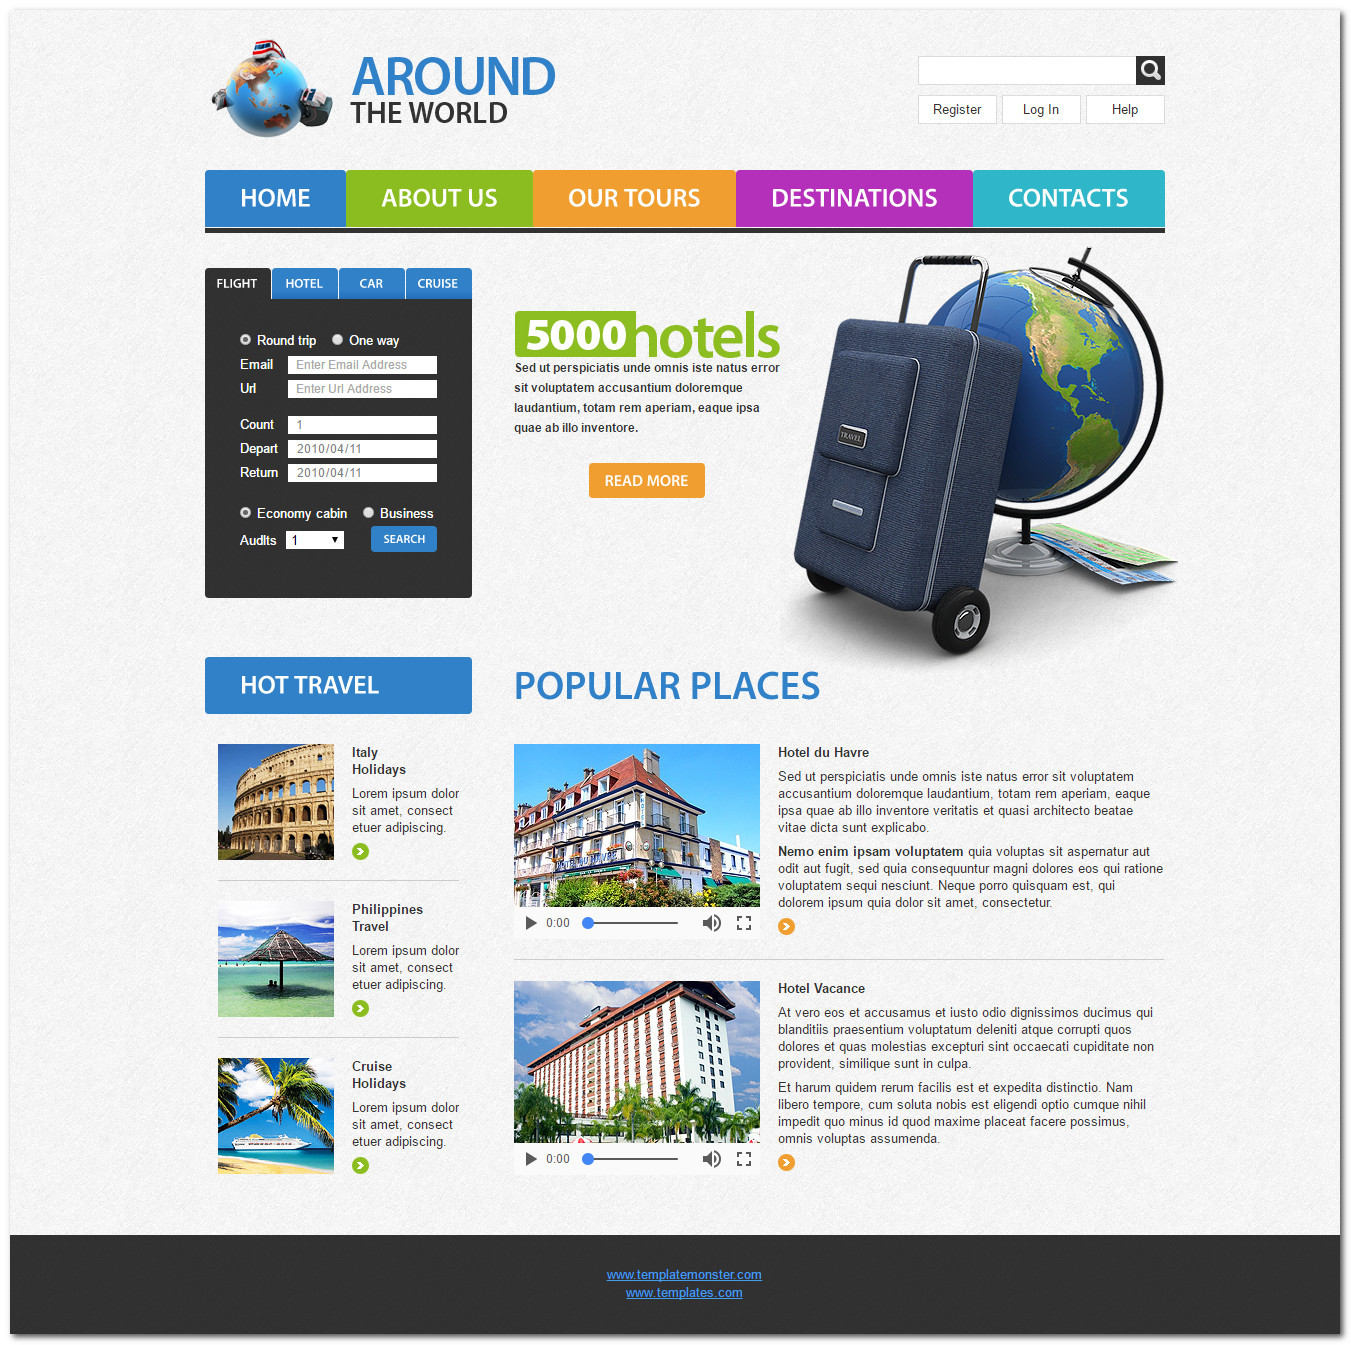 AROUND
THE WORLD
Register
Log In
Help
HOME
ABOUT US
OUR TOURS
DESTINATIONS
CONTACTS
FLIGHT
HOTEL
CAR
CRUISE
Round trip
One way
Email
Enter Email Address
Url
Enter Url Address
Count
1
Depart
2010/04/11
Return
2010/04/11
Economy cabin
Business
Audlts
1
SEARCH
5000hotels
Sed ut perspiciatis unde omnis iste natus error
sit voluptatem accusantium doloremque
laudantium, totam rem aperiam, eaque ipsa
quae ab illo inventore.
READ MORE
TRAVEL
HOT TRAVEL
Italy
Holidays
Lorem ipsum dolor
sit amet, consect
etuer adipiscing.
Philippines
Travel
Lorem ipsum dolor
sit amet, consect
etuer adipiscing.
Cruise
Holidays
Lorem ipsum dolor
sit amet, consect
etuer adipiscing.
POPULAR PLACES
HOTEL DU HAVRE
0:00
Hotel du Havre
Sed ut perspiciatis unde omnis iste natus error sit voluptatem
accusantium doloremque laudantium, totam rem aperiam, eaque
ipsa quae ab illo inventore veritatis et quasi architecto beatae
vitae dicta sunt explicabo.
Nemo enim ipsam voluptatem quia voluptas sit aspernatur aut
odit aut fugit, sed quia consequuntur magni dolores eos qui ratione
voluptatem sequi nesciunt. Neque porro quisquam est, qui
dolorem ipsum quia dolor sit amet, consectetur.
0:00
Hotel Vacance
At vero eos et accusamus et iusto odio dignissimos ducimus qui
blanditiis praesentium voluptatum deleniti atque corrupti quos
dolores et quas molestias excepturi sint occaecati cupiditate non
provident, similique sunt in culpa.
Et harum quidem rerum facilis est et expedita distinctio. Nam
libero tempore, cum soluta nobis est eligendi optio cumque nihil
impedit quo minus id quod maxime placeat facere possimus,
omnis voluptas assumenda.
www.templatemonster.com
www.templates.com